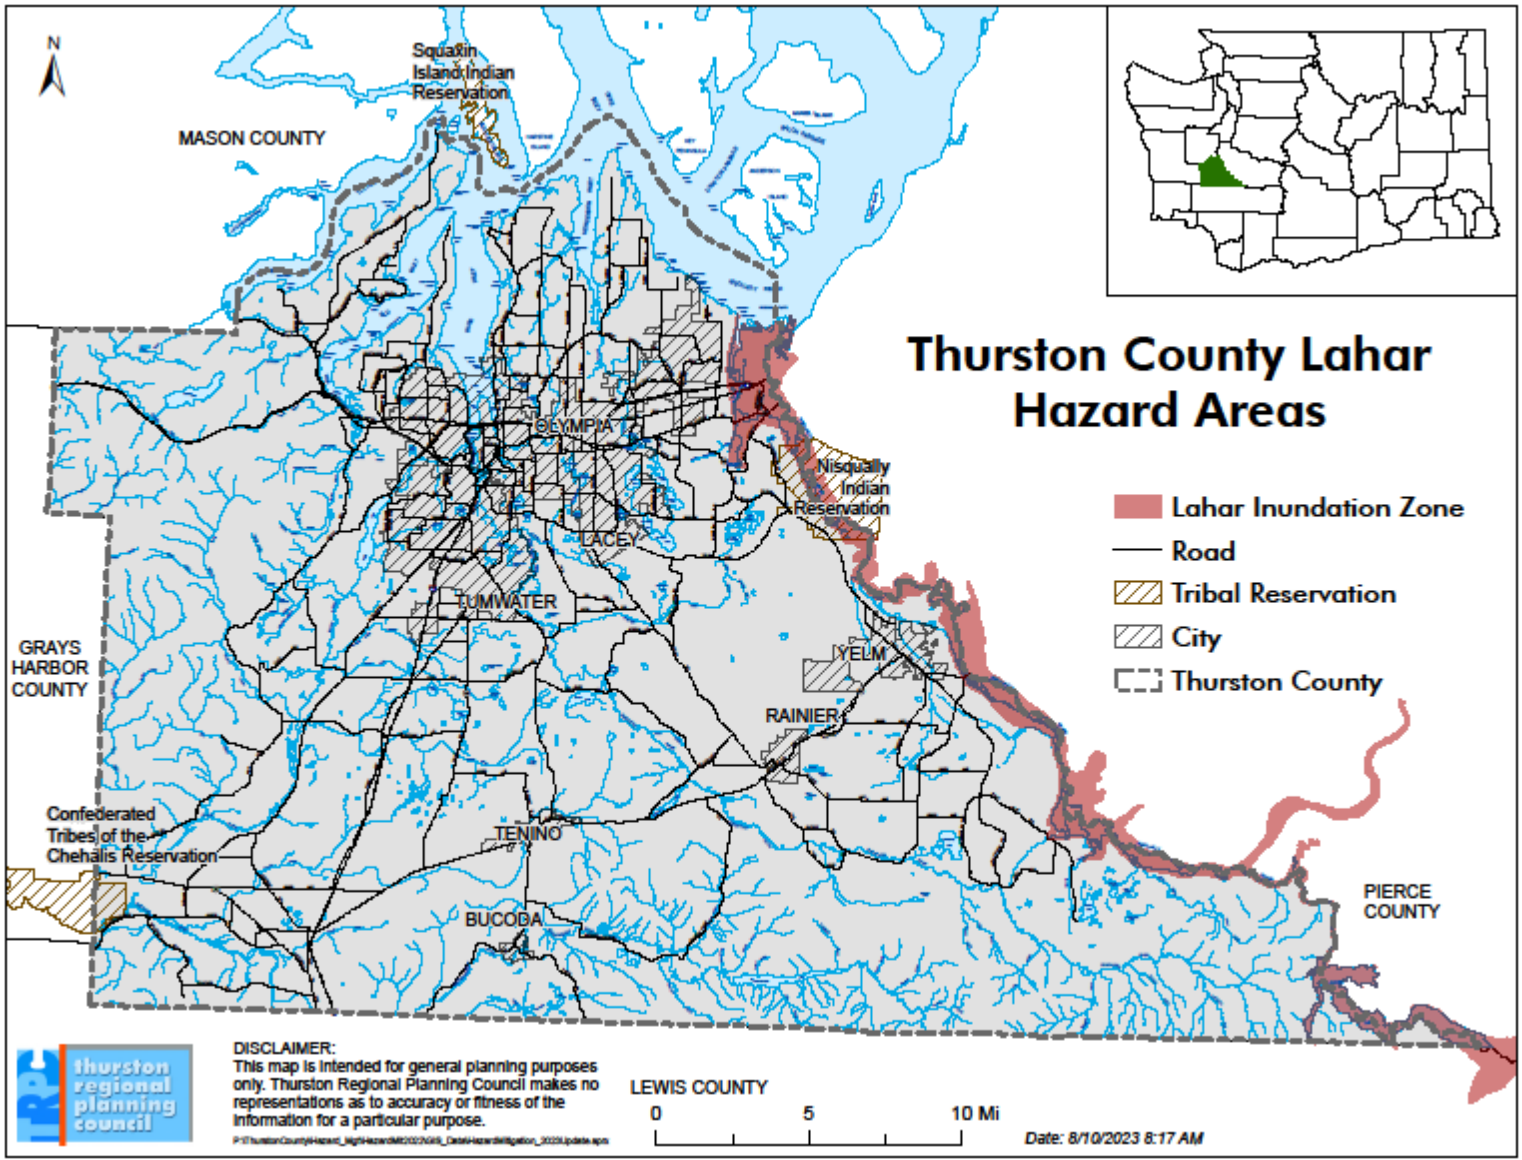 N
Squaxin
Island Indian
Reservation
MASON COUNTY
Thurston County Lahar
Hazard Areas
OLYMPIA
Nisqually
Indian
Reservation
Lahar Inundation Zone
Road
Tribal Reservation
City
Thurston County
LACEY
TUMWATER
GRAYS
HARBOR
COUNTY
YELM
RAINIER
Confederated
Tribes of the
Chehalis Reservation
TENINO
BUCODA
PIERCE
COUNTY
TRPC
thurston
regional
planning
council
DISCLAIMER:
This map is intended for general planning purposes
only. Thurston Regional Planning Council makes no
representations as to accuracy or fitness of the
information for a particular purpose.
LEWIS COUNTY
0 5 10 Mi
Date: 8/10/2023 8:17 AM